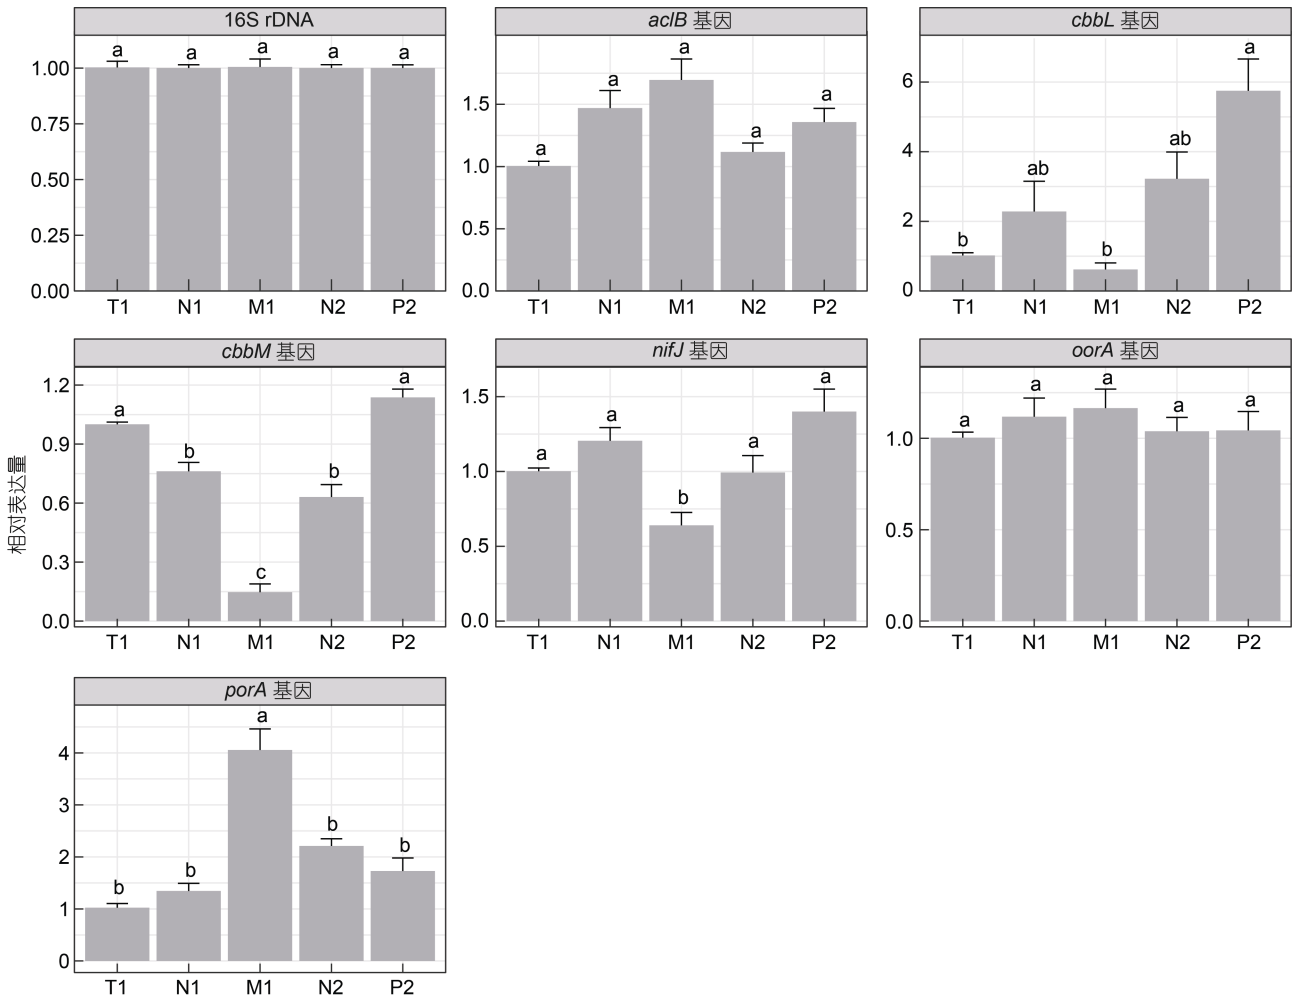 16S rDNA
a a a a a
1.00
0.75
0.50
0.25
0.00
T1 N1 M1 N2 P2
aclB 基因
a a a a a
1.5
1.0
0.5
0.0
T1 N1 M1 N2 P2
cbbL 基因
b ab b ab a
6
4
2
0
T1 N1 M1 N2 P2
相对表达量
cbbM 基因
a b c b a
1.2
0.9
0.6
0.3
0.0
T1 N1 M1 N2 P2
nifJ 基因
a a b a a
1.5
1.0
0.5
0.0
T1 N1 M1 N2 P2
oorA 基因
a a a a a
1.0
0.5
0.0
T1 N1 M1 N2 P2
porA 基因
b b a b b
4
3
2
1
0
T1 N1 M1 N2 P2